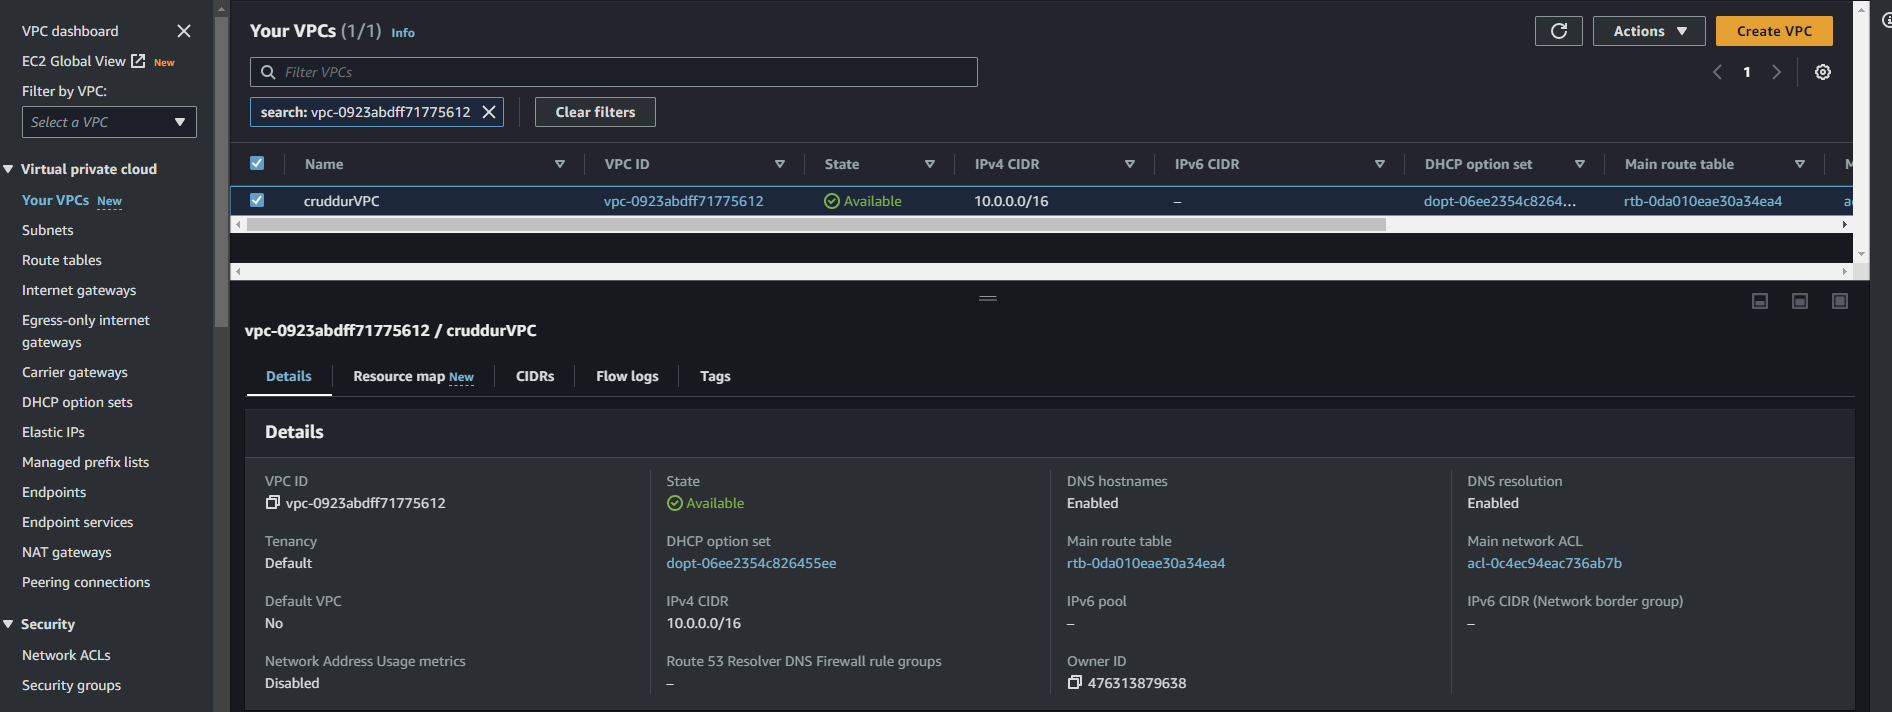 VPC dashboard
EC2 Global View New
Filter by VPC:
Select a VPC
Virtual private cloud
Your VPCs New
Subnets
Route tables
Internet gateways
Egress-only internet
gateways
Carrier gateways
DHCP option sets
Elastic IPs
Managed prefix lists
Endpoints
Endpoint services
NAT gateways
Peering connections
Security
Network ACLs
Security groups
Your VPCs (1/1) Info
Actions
Create VPC
Filter VPCs
1
search: vpc-0923abdff71775612
Clear filters
Name VPC ID State IPv4 CIDR IPv6 CIDR DHCP option set Main route table
cruddurVPC vpc-0923abdff71775612 Available 10.0.0.0/16 – dopt-06ee2354c8264... rtb-0da010eae30a34ea4
vpc-0923abdff71775612 / cruddurVPC
Details Resource map New CIDRs Flow logs Tags
Details
VPC ID State DNS hostnames DNS resolution
vpc-0923abdff71775612 Available Enabled Enabled
Tenancy DHCP option set Main route table Main network ACL
Default dopt-06ee2354c826455ee rtb-0da010eae30a34ea4 acl-0c4ec94eac736ab7b
Default VPC IPv4 CIDR IPv6 pool IPv6 CIDR (Network border group)
No 10.0.0.0/16 – –
Network Address Usage metrics Route 53 Resolver DNS Firewall rule groups Owner ID
Disabled – 476313879638